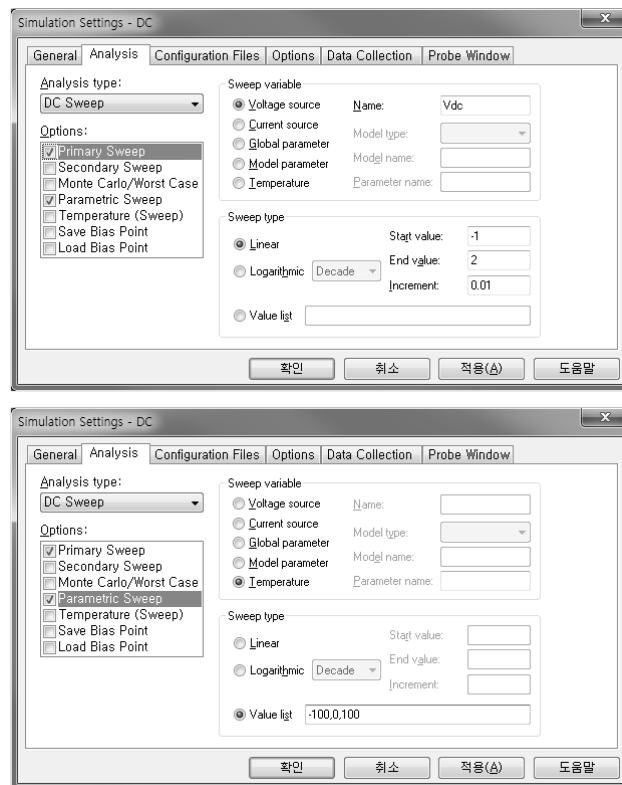 Simulation Settings - DC
General Analysis Configuration Files Options Data Collection Probe Window
Analysis type:
DC Sweep
Options:
Primary Sweep
Secondary Sweep
Monte Carlo/Worst Case
Parametric Sweep
Temperature (Sweep)
Save Bias Point
Load Bias Point
Sweep variable
Voltage source Name: Vdc
Current source
Model type:
Global parameter
Model parameter Model name:
Temperature Parameter name:
Sweep type
Linear
Start value: -1
Logarithmic Decade
End value: 2
Increment: 0.01
Value list
확인 취소 적용(A) 도움말
Simulation Settings - DC
General Analysis Configuration Files Options Data Collection Probe Window
Analysis type:
DC Sweep
Options:
Primary Sweep
Secondary Sweep
Monte Carlo/Worst Case
Parametric Sweep
Temperature (Sweep)
Save Bias Point
Load Bias Point
Sweep variable
Voltage source Name:
Current source
Model type:
Global parameter
Model parameter Model name:
Temperature Parameter name:
Sweep type
Linear
Start value:
Logarithmic Decade
End value:
Increment:
Value list -100,0,100
확인 취소 적용(A) 도움말